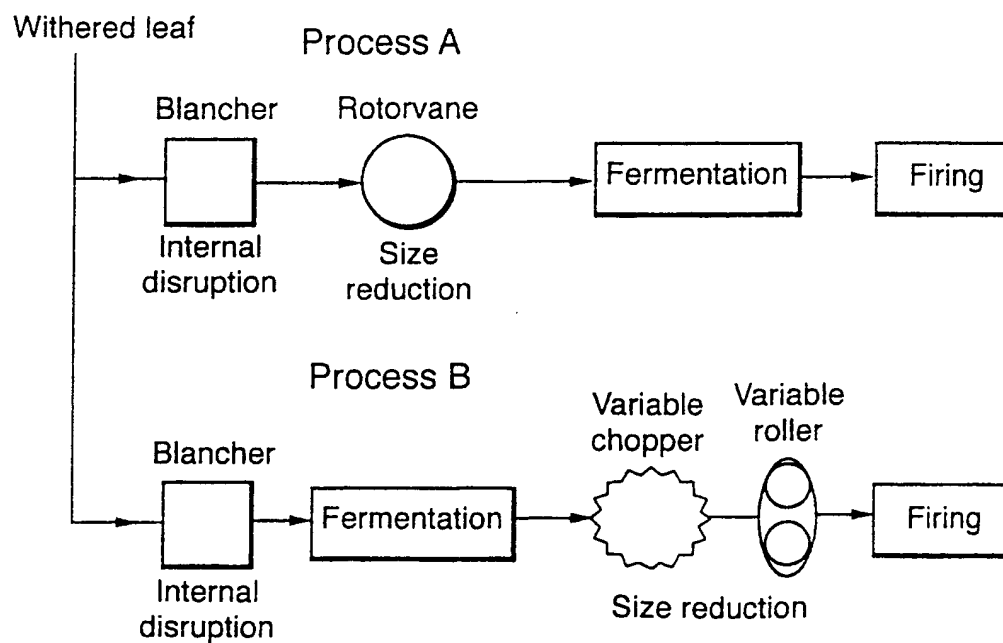 Withered leaf
Process A
Blancher
Rotorvane
Fermentation
Firing
Internal
disruption
Size
reduction
Process B
Variable
chopper
Variable
roller
Blancher
Fermentation
Firing
Internal
disruption
Size reduction